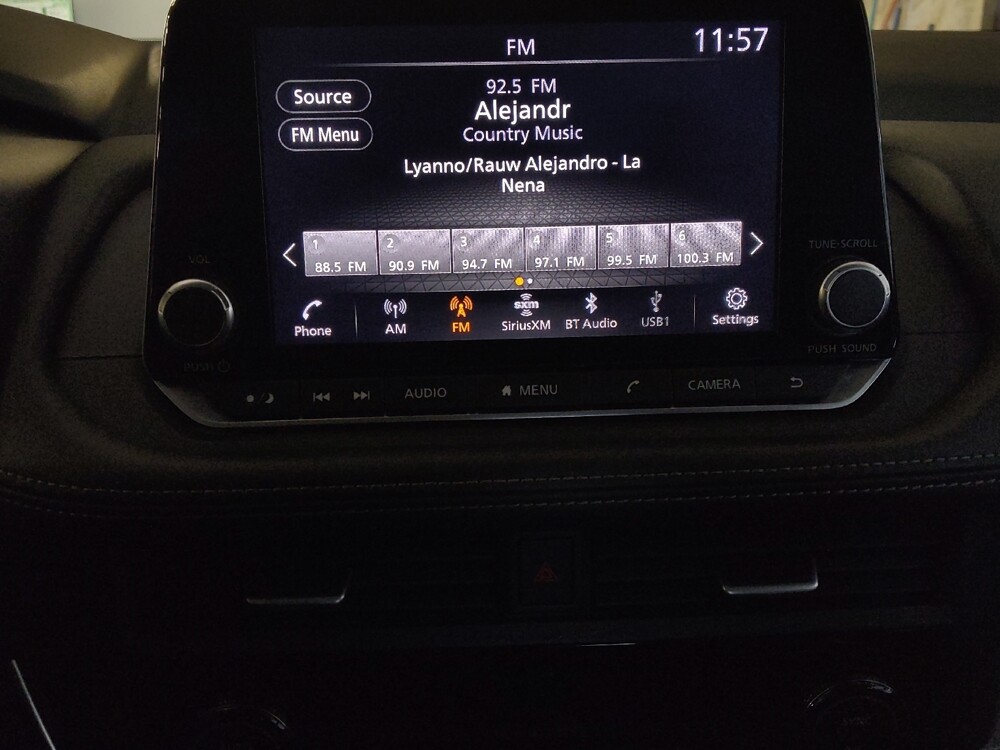 FM
11:57
Source
FM Menu
92.5 FM
Alejandr
Country Music
Lyanno/Rauw Alejandro - La
Nena
1 2 3 4 5 6
88.5 FM 90.9 FM 94.7 FM 97.1 FM 99.5 FM 100.3 FM
VOL
TUNE·SCROLL
Phone
AM
FM
sxm
SiriusXM
BT Audio
USB1
Settings
PUSH
PUSH SOUND
AUDIO
MENU
CAMERA